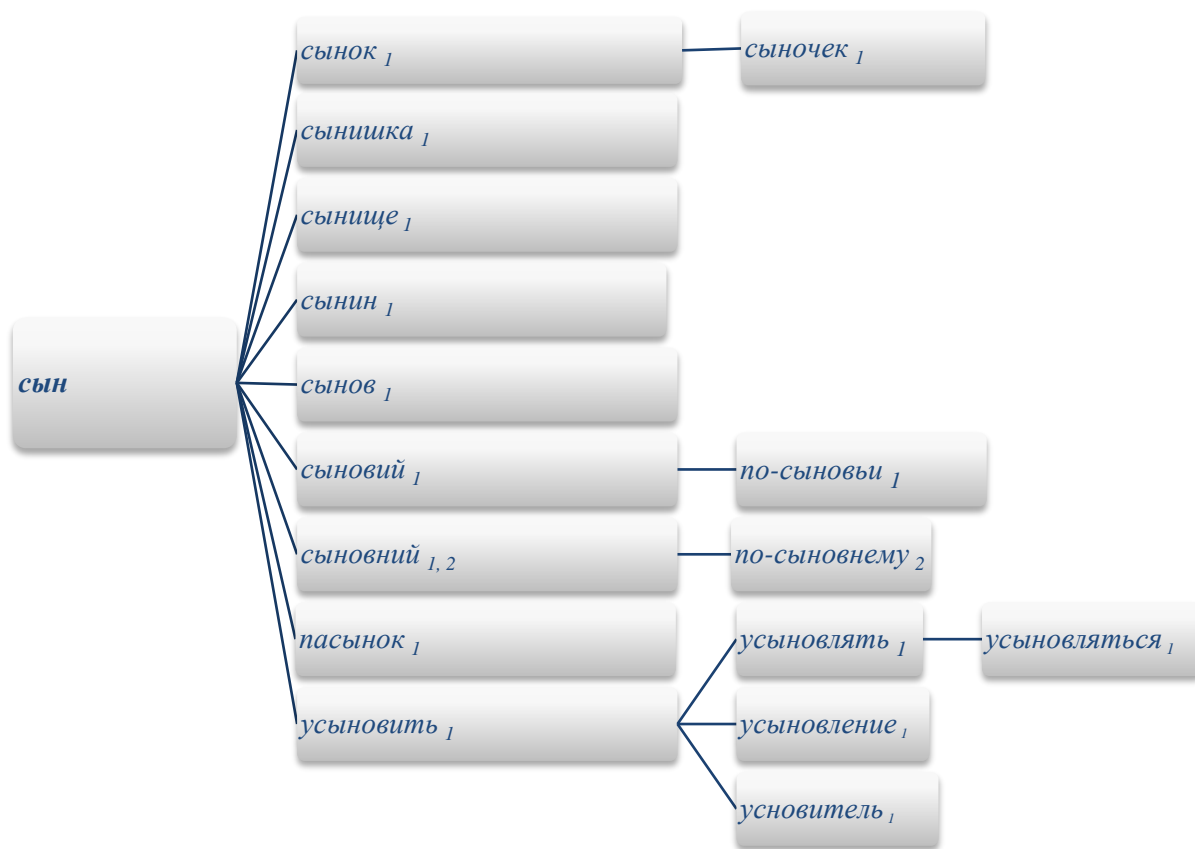 сынок 1
сыночек 1
сынишка 1
сынище 1
сынин 1
сын
сынов 1
сыновий 1
по-сыновьи 1
сыновний 1, 2
по-сыновнему 2
пасынок 1
усыновлять 1
усыновляться 1
усыновить 1
усыновление 1
усновитель 1